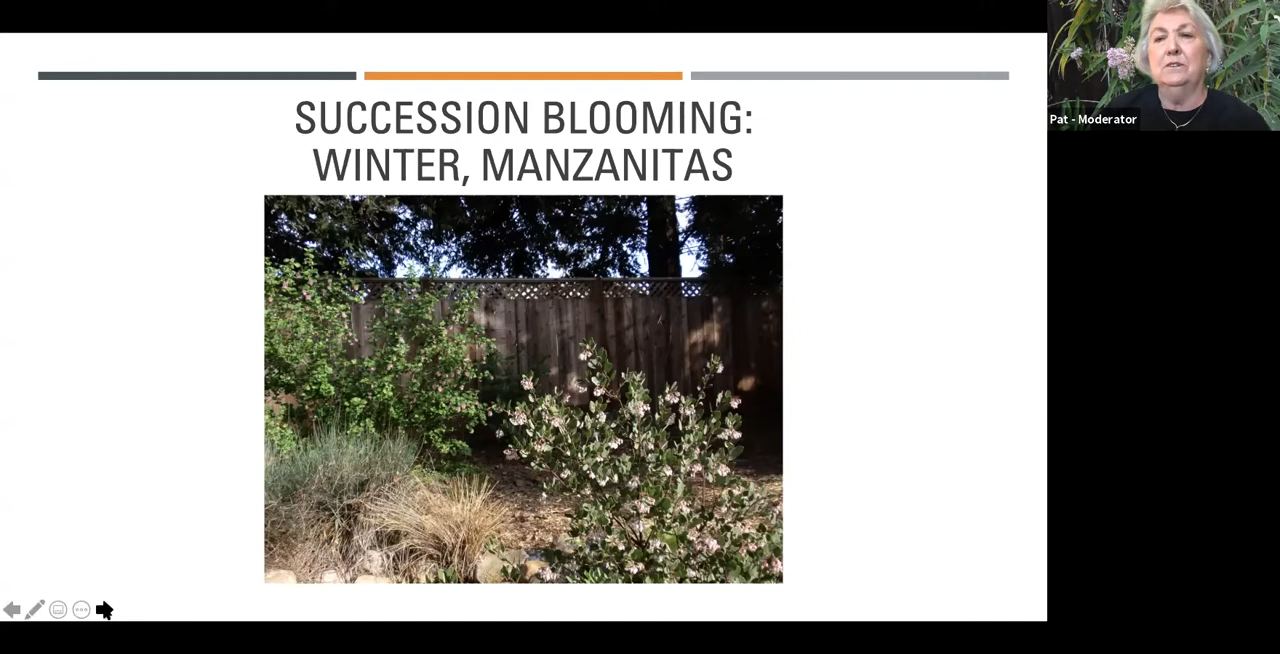 SUCCESSION BLOOMING:
WINTER, MANZANITAS
Pat - Moderator